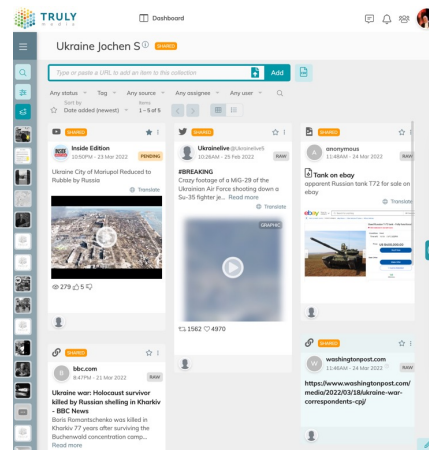 TRULY
media
Dashboard
Ukraine Jochen S
SHARED
Type or paste a URL to add an item to this collection
Add
Any status
Tag
Any source
Any assignee
Any user
Sort by
Date added (newest)
Items
1 – 5 of 5
SHARED
Inside Edition
10:50PM - 23 Mar 2022
PENDING
Ukraine City of Mariupol Reduced to
Rubble by Russia
Translate
279
5
SHARED
bbc.com
8:47PM - 21 Mar 2022
RAW
Ukraine war: Holocaust survivor
killed by Russian shelling in Kharkiv
- BBC News
Boris Romantschenko was killed in
Kharkiv 77 years after surviving the
Buchenwald concentration camp...
Read more
SHARED
Ukrainelive @Ukrainelive5
10:26AM - 25 Feb 2022
RAW
#BREAKING
Crazy footage of a MiG-29 of the
Ukrainian Air Force shooting down a
Su-35 fighter je... Read more
Translate
GRAPHIC
1562
4970
SHARED
A
anonymous
11:48AM - 24 Mar 2022
RAW
Tank on ebay
apparent Russian tank T72 for sale on
ebay
Translate
ebay
SHARED
W
washingtonpost.com
11:46AM - 24 Mar 2022
RAW
https://www.washingtonpost.com/
media/2022/03/18/ukraine-war-
correspondents-cpj/